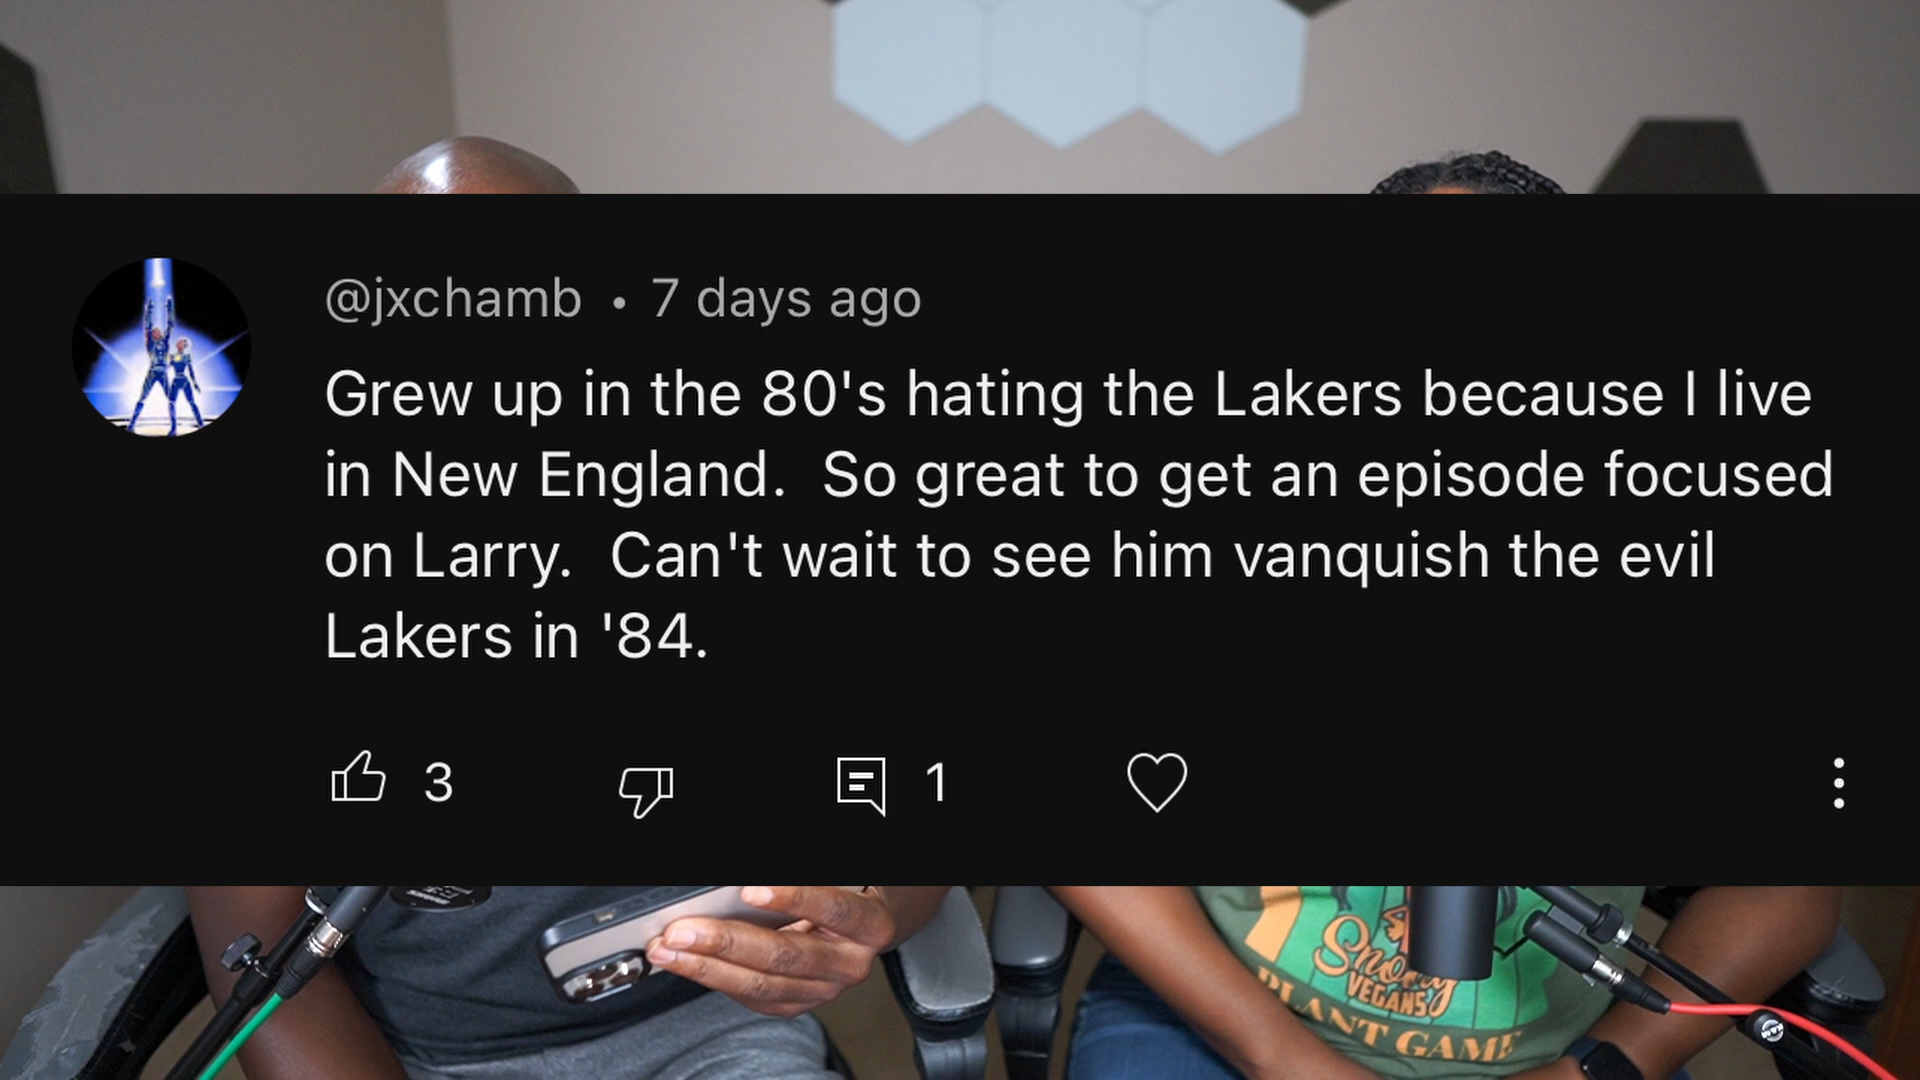 @jxchamb • 7 days ago
Grew up in the 80's hating the Lakers because I live
in New England.  So great to get an episode focused
on Larry.  Can't wait to see him vanquish the evil
Lakers in '84.
3
1
VEGANS
PLANT GAME